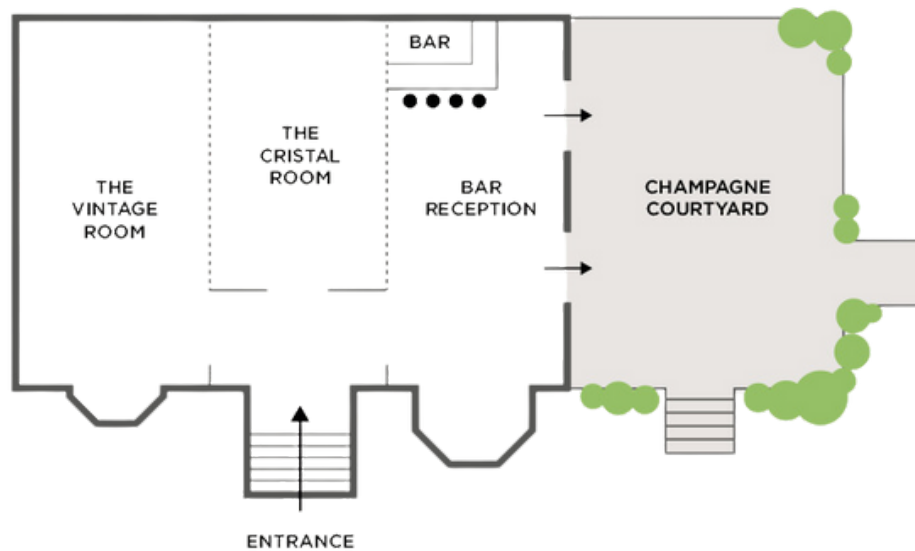 BAR
THE
CRISTAL
ROOM
THE
VINTAGE
ROOM
BAR
RECEPTION
CHAMPAGNE
COURTYARD
ENTRANCE